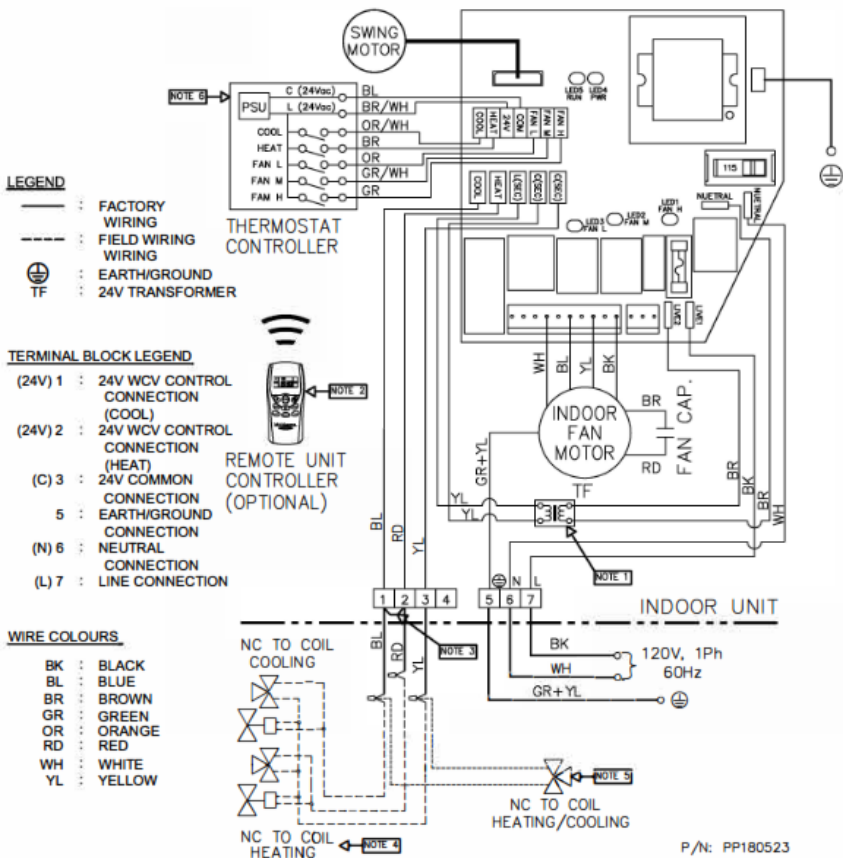 SWING
MOTOR
LED5
RUN
LED4
PWR
NOTE 6
PSU
C (24Vac)
BL
L (24Vac)
BR/WH
COOL
OR/WH
HEAT
BR
FAN L
OR
FAN M
GR/WH
FAM H
GR
COOL
HEAT
24V
CON
FAN L
FAN M
FAN H
THERMOSTAT
CONTROLLER
COOL
HEAT
L(SEC)
C(SEC)
C(SEC)
115
NUETRAL
NUETRAL
LED3
FAN L
LED2
FAN M
LED1
FAN H
LIVE2
LIVE1
LEGEND
: FACTORY
WIRING
: FIELD WIRING
WIRING
: EARTH/GROUND
TF : 24V TRANSFORMER
TERMINAL BLOCK LEGEND
(24V) 1 : 24V WCV CONTROL
CONNECTION
(COOL)
(24V) 2 : 24V WCV CONTROL
CONNECTION
(HEAT)
(C) 3 : 24V COMMON
CONNECTION
5 : EARTH/GROUND
CONNECTION
(N) 6 : NEUTRAL
CONNECTION
(L) 7 : LINE CONNECTION
NOTE 2
REMOTE UNIT
CONTROLLER
(OPTIONAL)
WH
BL
YL
BK
INDOOR
FAN
MOTOR
BR
RD
FAN CAP.
GR+YL
TF
YL
YL
BR
BK
BR
WH
NOTE 1
BL
RD
YL
N
L
1 2 3 4
5 6 7
INDOOR UNIT
WIRE COLOURS
BK : BLACK
BL : BLUE
BR : BROWN
GR : GREEN
OR : ORANGE
RD : RED
WH : WHITE
YL : YELLOW
NC TO COIL
COOLING
BL
RD
YL
NOTE 3
BK
WH
GR+YL
120V, 1Ph
60Hz
NOTE 5
NC TO COIL
HEATING/COOLING
NC TO COIL
HEATING
NOTE 4
P/N: PP180523